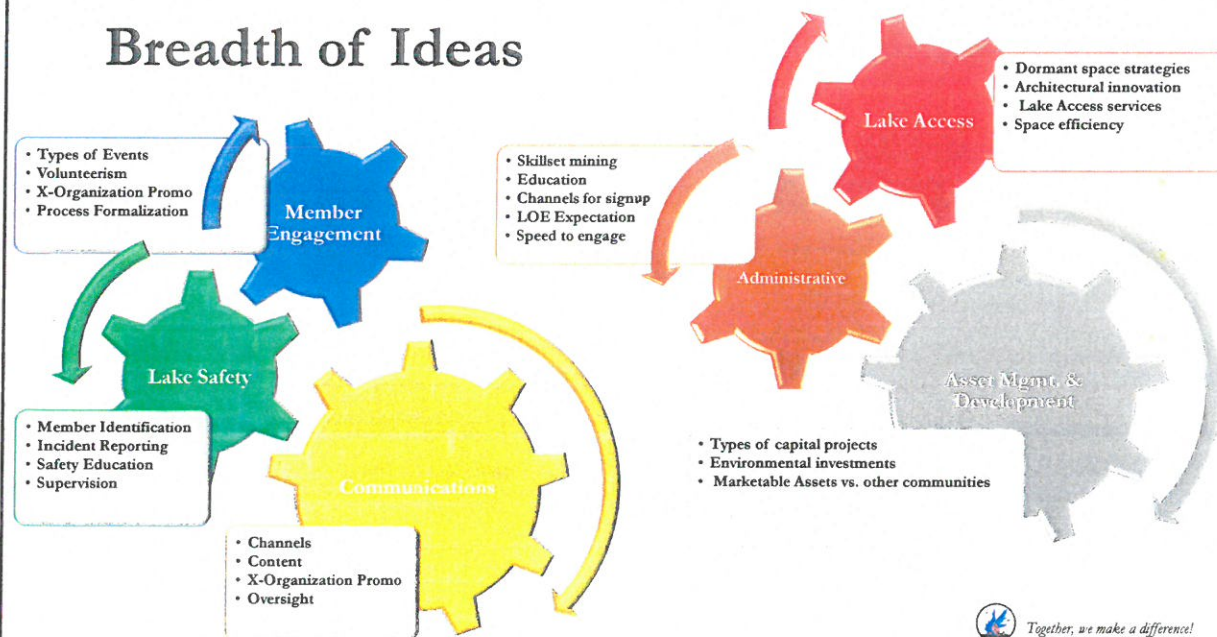 Breadth of Ideas
• Types of Events
• Volunteerism
• X-Organization Promo
• Process Formalization
Member
Engagement
Lake Safety
• Member Identification
• Incident Reporting
• Safety Education
• Supervision
Communications
• Channels
• Content
• X-Organization Promo
• Oversight
Lake Access
• Dormant space strategies
• Architectural innovation
• Lake Access services
• Space efficiency
• Skillset mining
• Education
• Channels for signup
• LOE Expectation
• Speed to engage
Administrative
Asset Mgmt. &
Development
• Types of capital projects
• Environmental investments
• Marketable Assets vs. other communities
Together, we make a difference!